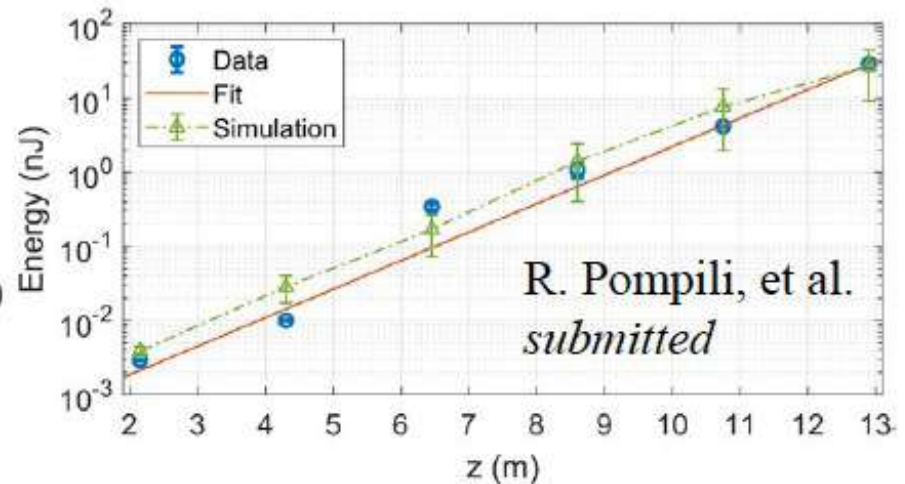 10^2
10^1
10^0
10^-1
10^-2
10^-3
Energy (nJ)
)
Data
Fit
Simulation
R. Pompili, et al.
submitted
2 3 4 5 6 7 8 9 10 11 12 13
z (m)